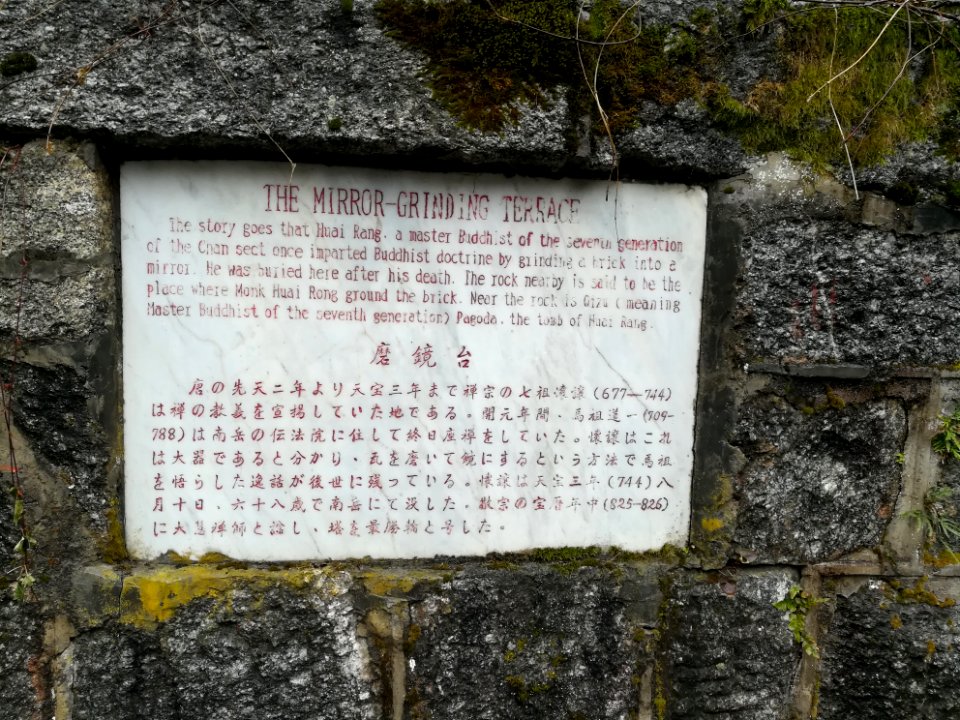 THE MIRROR-GRINDING TERRACE
The story goes that Huai Rang, a master Buddhist of the seventh generation
of the Chan sect once imparted Buddhist doctrine by grinding a brick into a
mirror. He was buried here after his death. The rock nearby is said to be the
place where Monk Huai Rong ground the brick. Near the rock is Qizu (meaning
Master Buddhist of the seventh generation) Pagoda, the tomb of Huai Rang.
磨鏡台
唐の先天二年より天宝三年まで禅宗の七祖懐譲(677—744)
は禅の教義を宣揚していた地である。開元年間、馬祖道一(709-
788)は南岳の伝法院に住して終日座禅をしていた。懐譲はこれ
は大器であると分かり、瓦を磨いて鏡にするという方法で馬祖
を悟らした逸話が後世に残っている。懐譲は天宝三年(744)八
月十日、六十八歳で南岳にて没した。敬宗の宝暦年中(825-826)
に大慧禅師と諡し、塔を最勝輪と号した。